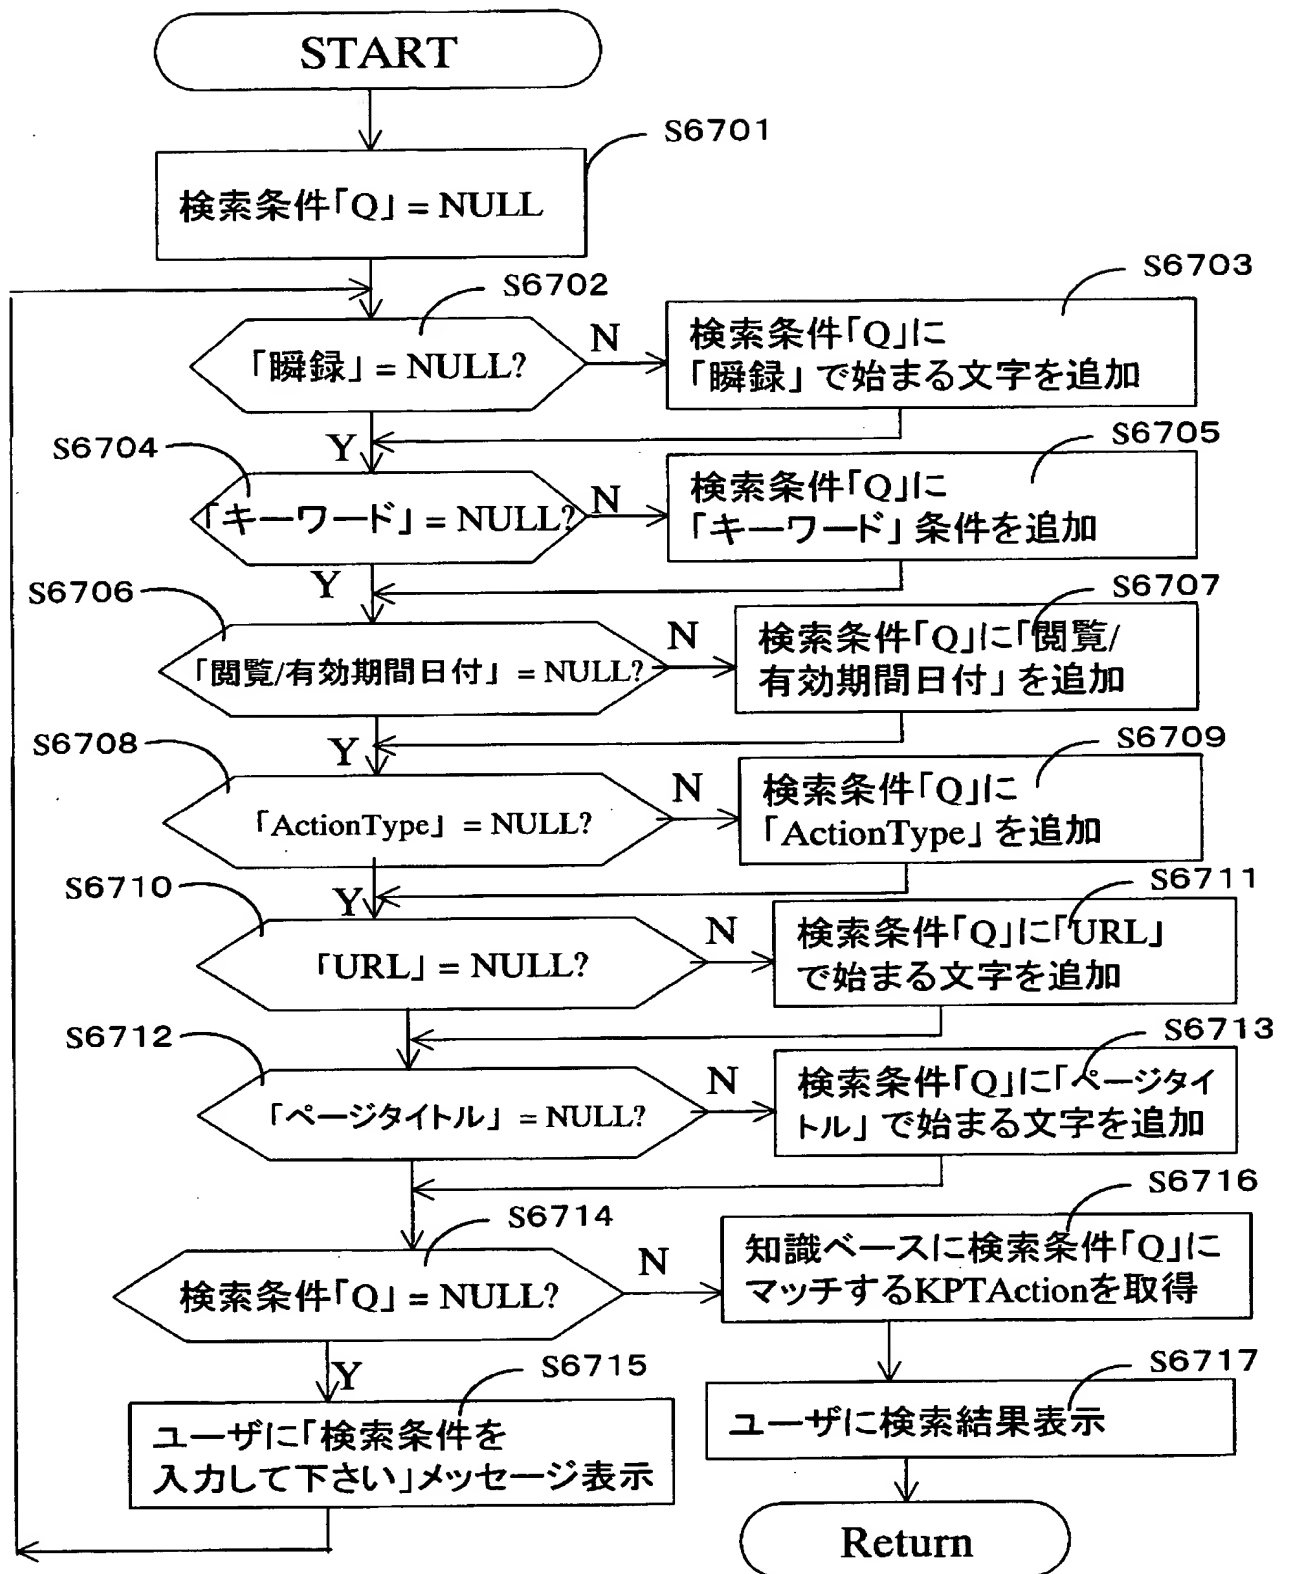 START
S6701
検索条件「Q」= NULL
S6702
S6703
「瞬録」= NULL?
N
検索条件「Q」に
「瞬録」で始まる文字を追加
Y
S6704
S6705
「キーワード」= NULL?
N
検索条件「Q」に
「キーワード」条件を追加
Y
S6706
S6707
「閲覧/有効期間日付」= NULL?
N
検索条件「Q」に「閲覧/
有効期間日付」を追加
Y
S6708
S6709
「ActionType」= NULL?
N
検索条件「Q」に
「ActionType」を追加
Y
S6710
S6711
「URL」= NULL?
N
検索条件「Q」に「URL」
で始まる文字を追加
S6712
S6713
「ページタイトル」= NULL?
N
検索条件「Q」に「ページタイ
トル」で始まる文字を追加
S6714
S6716
検索条件「Q」= NULL?
N
知識ベースに検索条件「Q」に
マッチするKPTActionを取得
Y
S6715
S6717
ユーザに「検索条件を
入力して下さい」メッセージ表示
ユーザに検索結果表示
Return